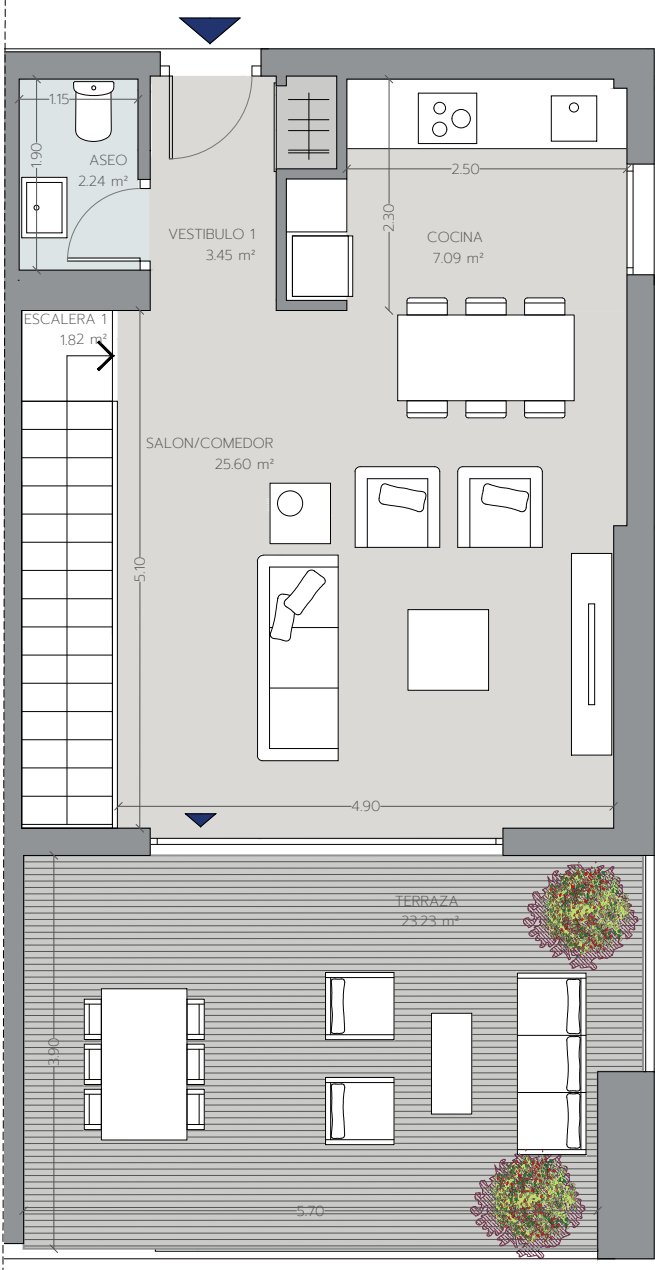 1.15
1.90
ASEO
2.24 m²
2.50
2.30
VESTIBULO 1
3.45 m²
COCINA
7.09 m²
ESCALERA 1
1.82 m²
SALON/COMEDOR
25.60 m²
5.10
4.90
TERRAZA
23.23 m²
3.90
5.70